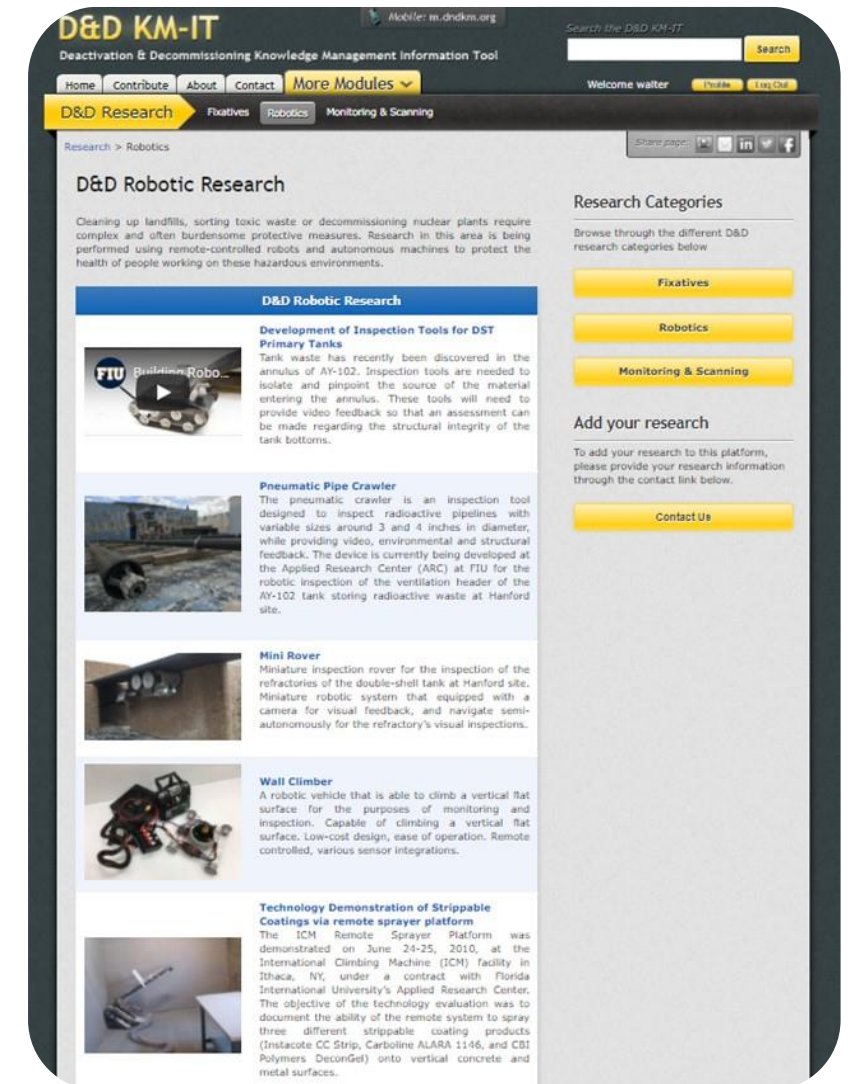 D&D KM-IT
Mobile: m.dndkm.org
Search the D&D KM-IT
Deactivation & Decommissioning Knowledge Management Information Tool
Search
Home Contribute About Contact More Modules
Welcome walter Profile Log Out
D&D Research Fixatives Robotics Monitoring & Scanning
Research > Robotics
Share page:
D&D Robotic Research
Cleaning up landfills, sorting toxic waste or decommissioning nuclear plants require
complex and often burdensome protective measures. Research in this area is being
performed using remote-controlled robots and autonomous machines to protect the
health of people working on these hazardous environments.
D&D Robotic Research
FIU Building Robo...
Development of Inspection Tools for DST
Primary Tanks
Tank waste has recently been discovered in the
annulus of AY-102. Inspection tools are needed to
isolate and pinpoint the source of the material
entering the annulus. These tools will need to
provide video feedback so that an assessment can
be made regarding the structural integrity of the
tank bottoms.
Pneumatic Pipe Crawler
The pneumatic crawler is an inspection tool
designed to inspect radioactive pipelines with
variable sizes around 3 and 4 inches in diameter,
while providing video, environmental and structural
feedback. The device is currently being developed at
the Applied Research Center (ARC) at FIU for the
robotic inspection of the ventilation header of the
AY-102 tank storing radioactive waste at Hanford
site.
Mini Rover
Miniature inspection rover for the inspection of the
refractories of the double-shell tank at Hanford site.
Miniature robotic system that equipped with a
camera for visual feedback, and navigate semi-
autonomously for the refractory's visual inspections.
Wall Climber
A robotic vehicle that is able to climb a vertical flat
surface for the purposes of monitoring and
inspection. Capable of climbing a vertical flat
surface. Low-cost design, ease of operation. Remote
controlled, various sensor integrations.
Technology Demonstration of Strippable
Coatings via remote sprayer platform
The ICM Remote Sprayer Platform was
demonstrated on June 24-25, 2010, at the
International Climbing Machine (ICM) facility in
Ithaca, NY, under a contract with Florida
International University's Applied Research Center.
The objective of the technology evaluation was to
document the ability of the remote system to spray
three different strippable coating products
(Instacote CC Strip, Carboline ALARA 1146, and CBI
Polymers DeconGel) onto vertical concrete and
metal surfaces.
Research Categories
Browse through the different D&D
research categories below
Fixatives
Robotics
Monitoring & Scanning
Add your research
To add your research to this platform,
please provide your research information
through the contact link below.
Contact Us